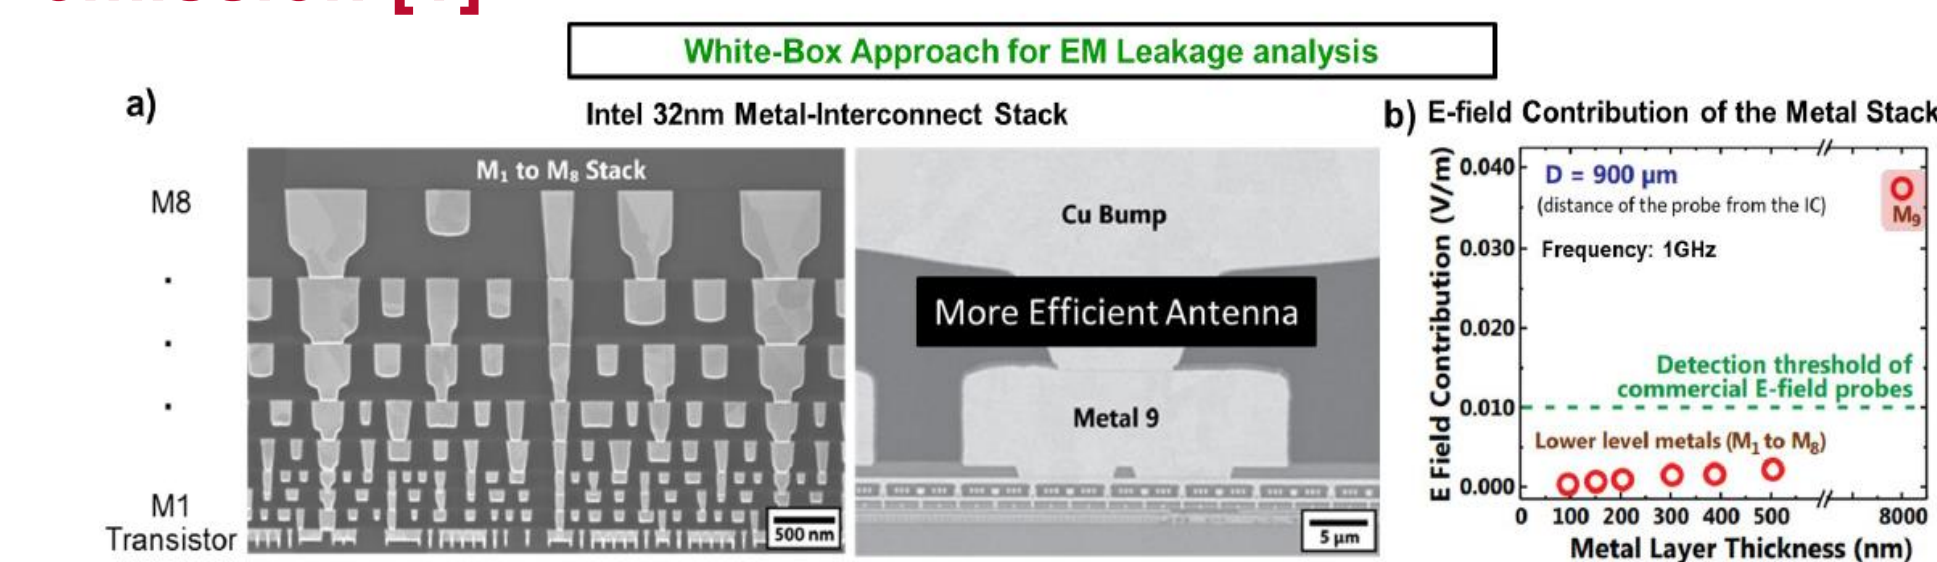 White-Box Approach for EM Leakage analysis
a)
Intel 32nm Metal-Interconnect Stack
M8
.
.
.
M1
Transistor
M₁ to M₈ Stack
500 nm
Cu Bump
More Efficient Antenna
Metal 9
5 µm
b) E-field Contribution of the Metal Stack
E Field Contribution (V/m)
0.040
0.030
0.020
0.010
0.000
D = 900 µm
(distance of the probe from the IC)
Frequency: 1GHz
M₉
Detection threshold of
commercial E-field probes
Lower level metals (M₁ to M₈)
0 100 200 300 400 500 8000
Metal Layer Thickness (nm)